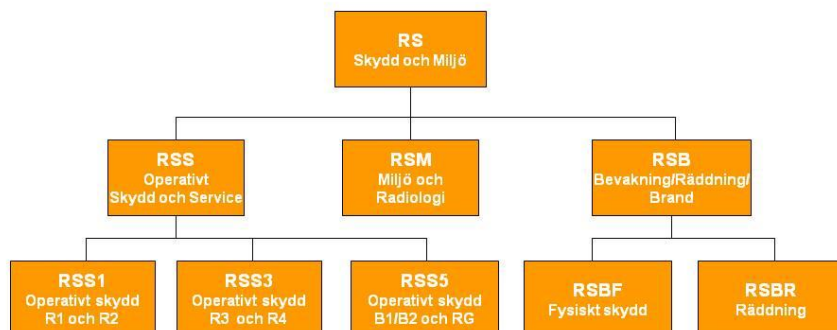 RS
Skydd och Miljö
RSS
Operativt
Skydd och Service
RSM
Miljö och
Radiologi
RSB
Bevakning/Räddning/
Brand
RSS1
Operativt skydd
R1 och R2
RSS3
Operativt skydd
R3 och R4
RSS5
Operativt skydd
B1/B2 och RG
RSBF
Fysiskt skydd
RSBR
Räddning